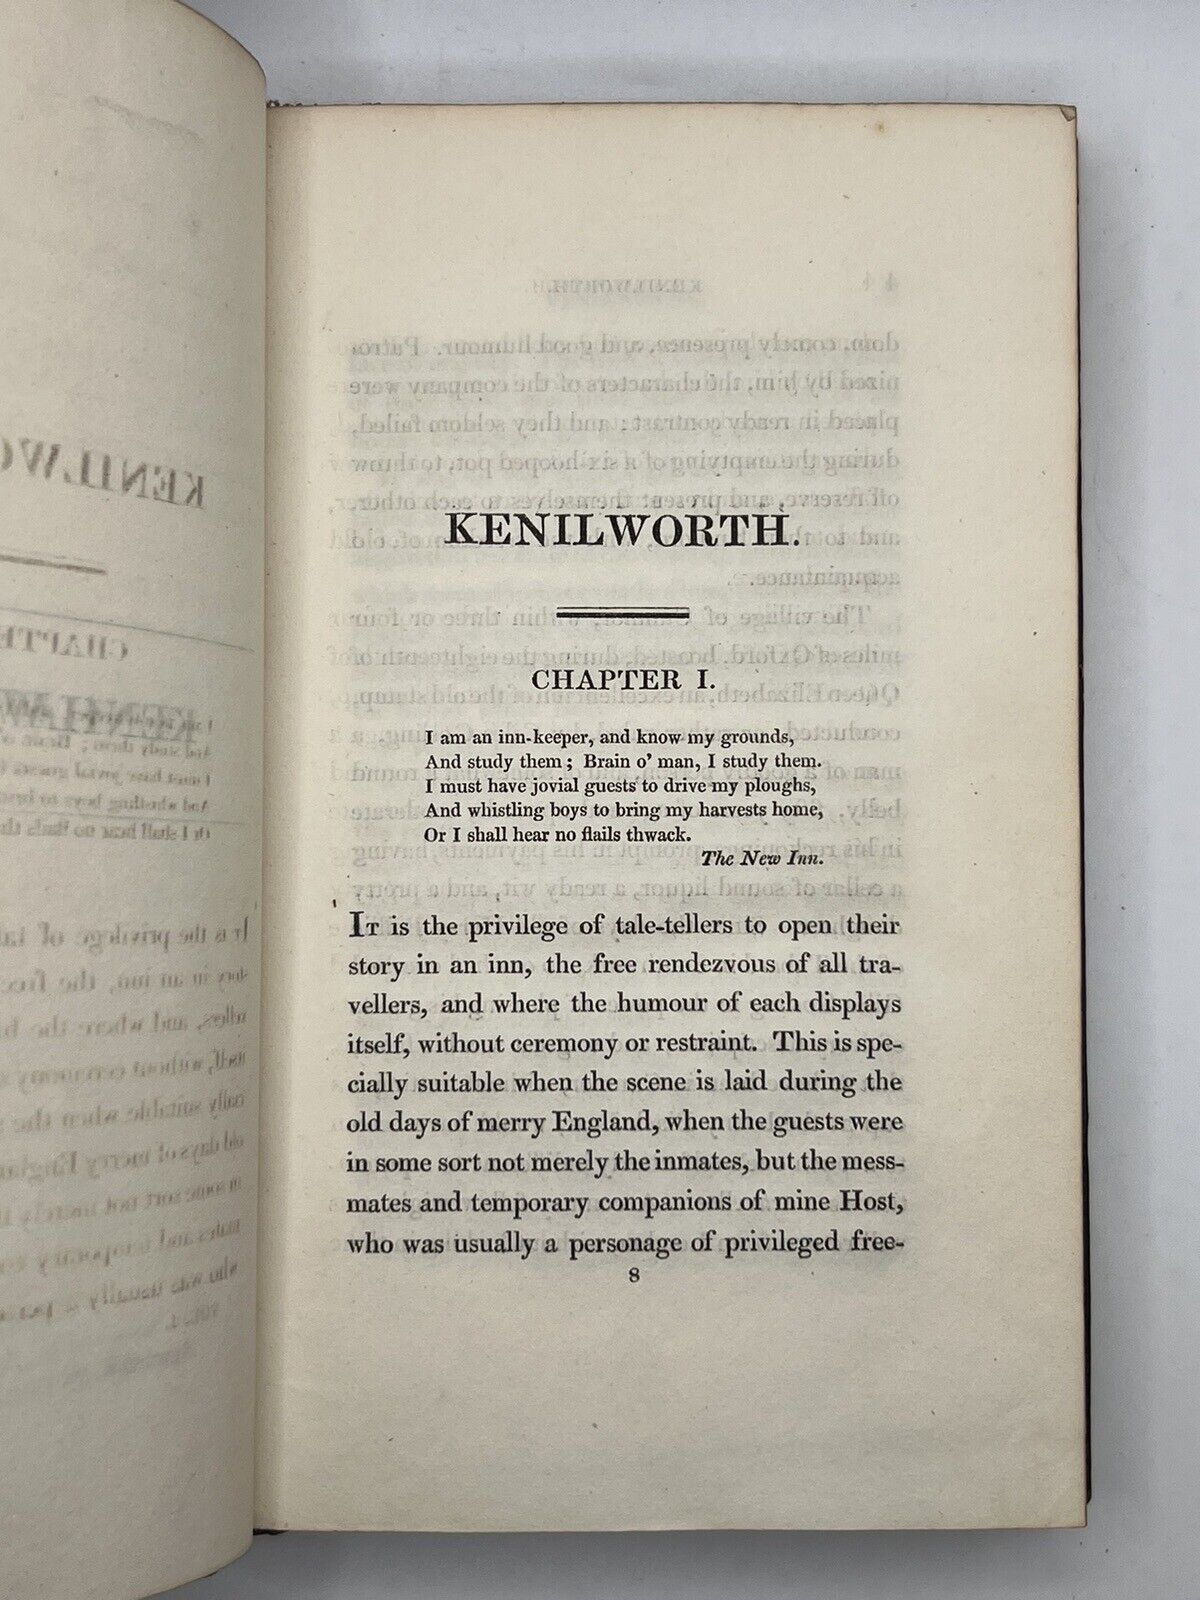 KENILWORTH.
CHAPTER I.
I am an inn-keeper, and know my grounds,
And study them; Brain o' man, I study them.
I must have jovial guests to drive my ploughs,
And whistling boys to bring my harvests home,
Or I shall hear no flails thwack.
The New Inn.
IT is the privilege of tale-tellers to open their
story in an inn, the free rendezvous of all tra-
vellers, and where the humour of each displays
itself, without ceremony or restraint. This is spe-
cially suitable when the scene is laid during the
old days of merry England, when the guests were
in some sort not merely the inmates, but the mess-
mates and temporary companions of mine Host,
who was usually a personage of privileged free-
8